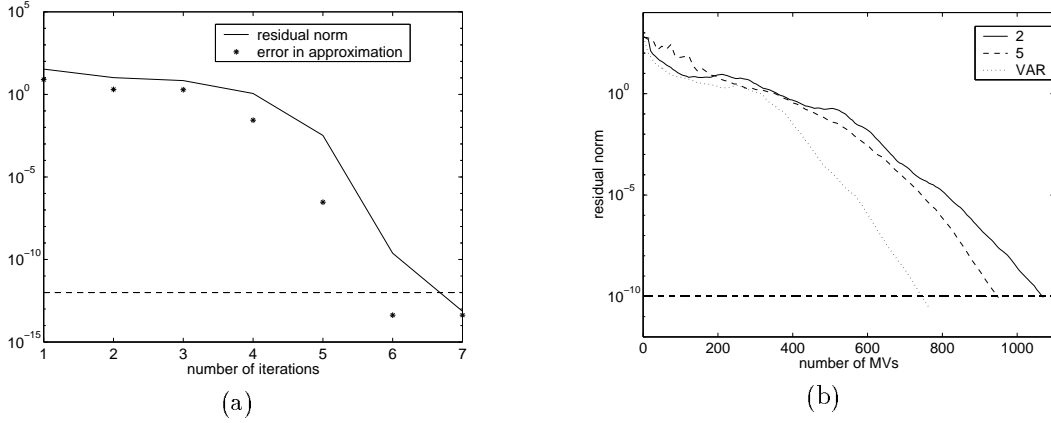 10^5
10^0
10^-5
10^-10
10^-15
1
2
3
4
5
6
7
number of iterations
residual norm
error in approximation
(a)
residual norm
10^0
10^-5
10^-10
0
200
400
600
800
1000
number of MVs
2
5
VAR
(b)